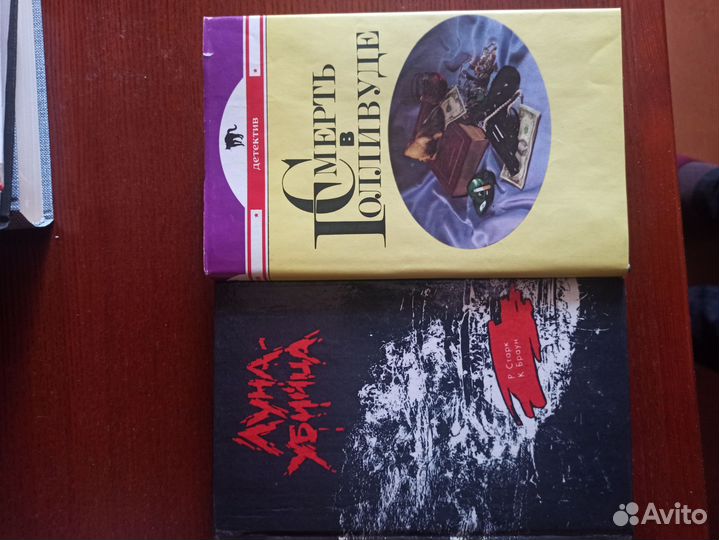 детектив
СМЕРТЬ
В
ГОЛЛИВУДЕ
ЛУНА-
УБИЙЦА
Р. Старк
К. Браун
Avito